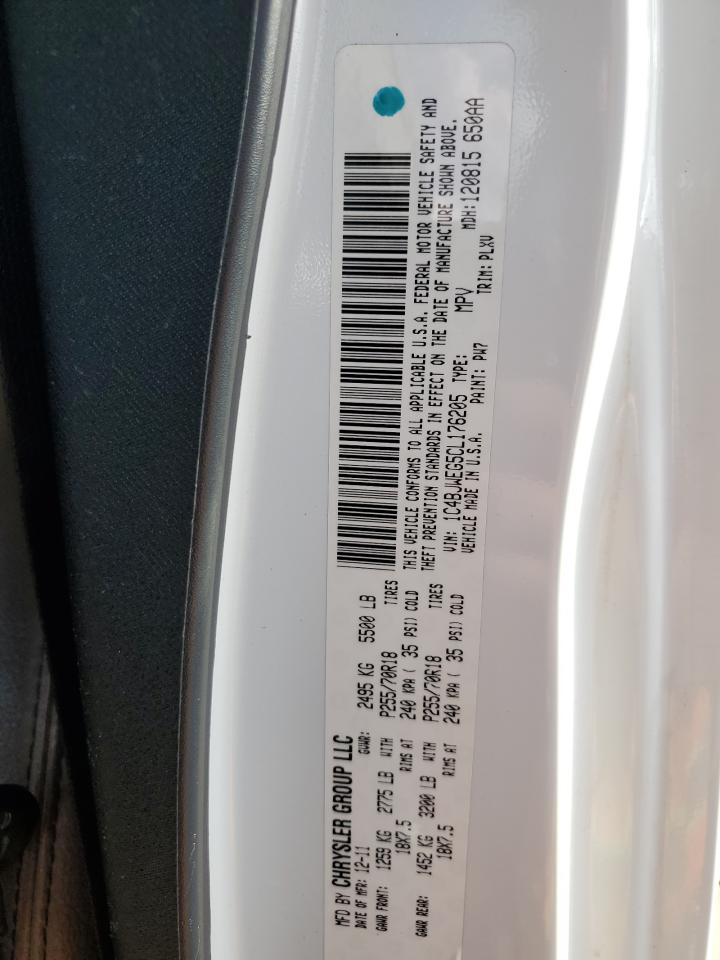 MFD BY CHRYSLER GROUP LLC
DATE OF MFR: 12-11 GVWR: 2495 KG 5500 LB
GAWR FRONT: 1259 KG 2775 LB WITH P255/70R18 TIRES
18X7.5 RIMS AT 240 KPA ( 35 PSI) COLD
GAWR REAR: 1452 KG 3200 LB WITH P255/70R18 TIRES
18X7.5 RIMS AT 240 KPA ( 35 PSI) COLD
THIS VEHICLE CONFORMS TO ALL APPLICABLE U.S.A. FEDERAL MOTOR VEHICLE SAFETY AND
THEFT PREVENTION STANDARDS IN EFFECT ON THE DATE OF MANUFACTURE SHOWN ABOVE.
VIN: 1C4BJWEG5CL176205 TYPE: MPV MDH:120815 650AA
VEHICLE MADE IN U.S.A. PAINT: PW7 TRIM: PLXV